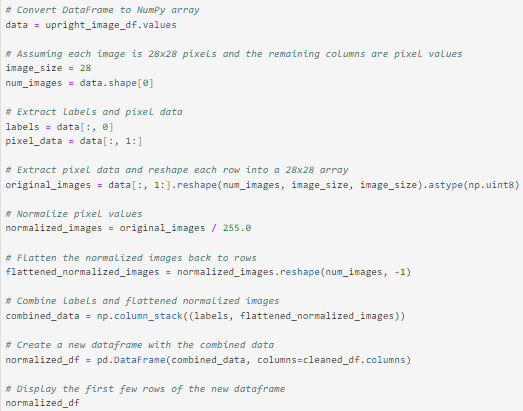 # Convert DataFrame to NumPy array
data = upright_image_df.values
# Assuming each image is 28x28 pixels and the remaining columns are pixel values
image_size = 28
num_images = data.shape[0]
# Extract labels and pixel data
labels = data[:, 0]
pixel_data = data[:, 1:]
# Extract pixel data and reshape each row into a 28x28 array
original_images = data[:, 1:].reshape(num_images, image_size, image_size).astype(np.uint8)
# Normalize pixel values
normalized_images = original_images / 255.0
# Flatten the normalized images back to rows
flattened_normalized_images = normalized_images.reshape(num_images, -1)
# Combine labels and flattened normalized images
combined_data = np.column_stack((labels, flattened_normalized_images))
# Create a new dataframe with the combined data
normalized_df = pd.DataFrame(combined_data, columns=cleaned_df.columns)
# Display the first few rows of the new dataframe
normalized_df